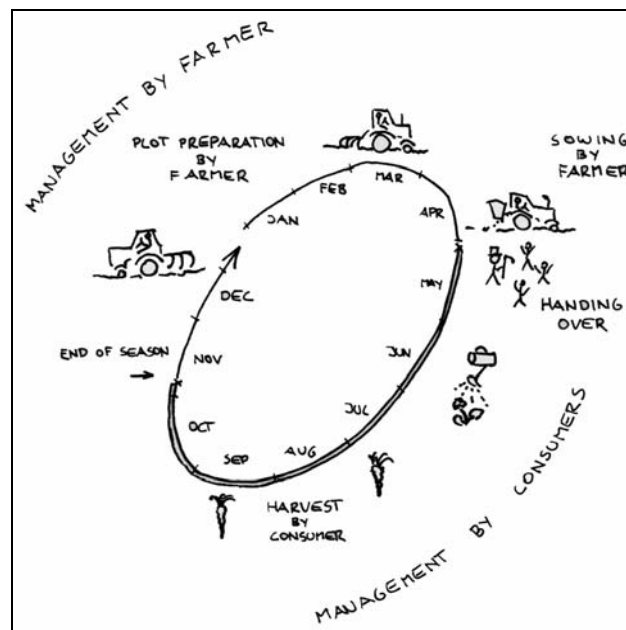 MANAGEMENT BY FARMER
PLOT PREPARATION
BY
FARMER
SOWING
BY
FARMER
JAN
FEB
MAR
APR
MAY
HANDING
OVER
JUN
JUL
AUG
SEP
OCT
NOV
DEC
END OF SEASON
HARVEST
BY
CONSUMER
MANAGEMENT BY CONSUMERS